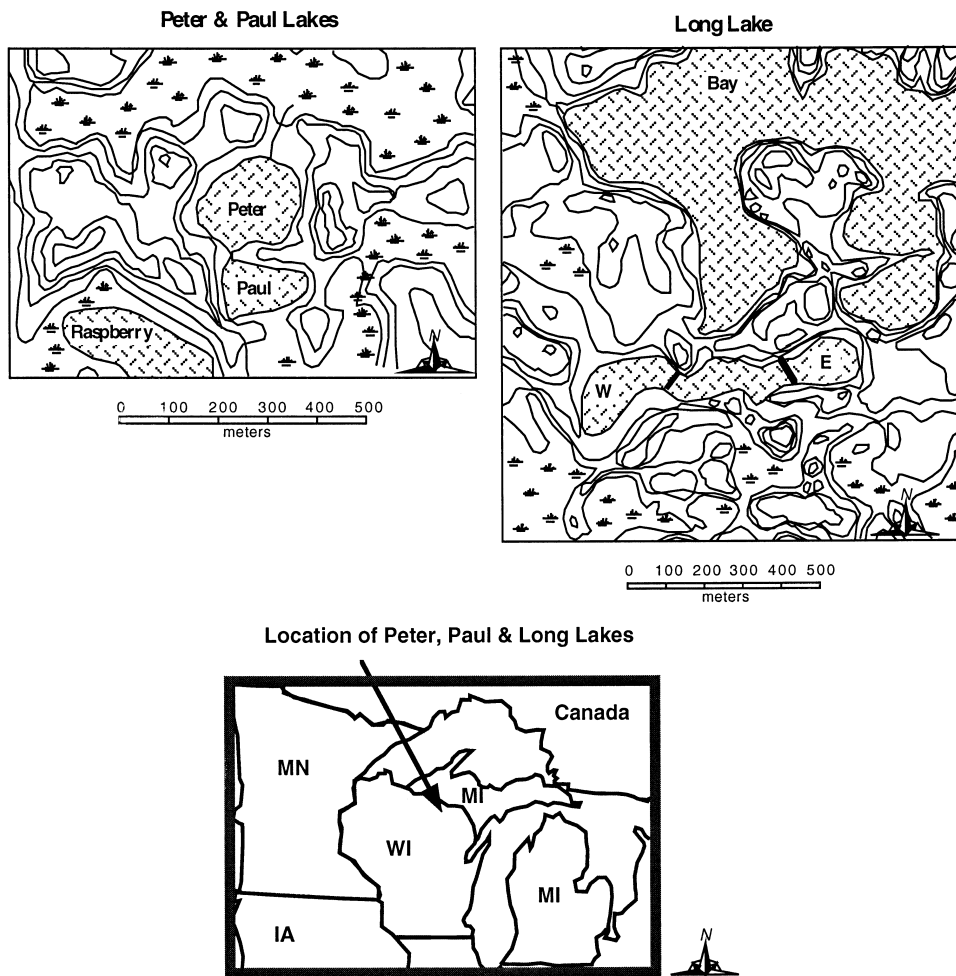 Peter & Paul Lakes
Peter
Paul
Raspberry
N
0 100 200 300 400 500
meters
Long Lake
Bay
W
E
N
0 100 200 300 400 500
meters
Location of Peter, Paul & Long Lakes
Canada
MN
MI
WI
MI
IA
N